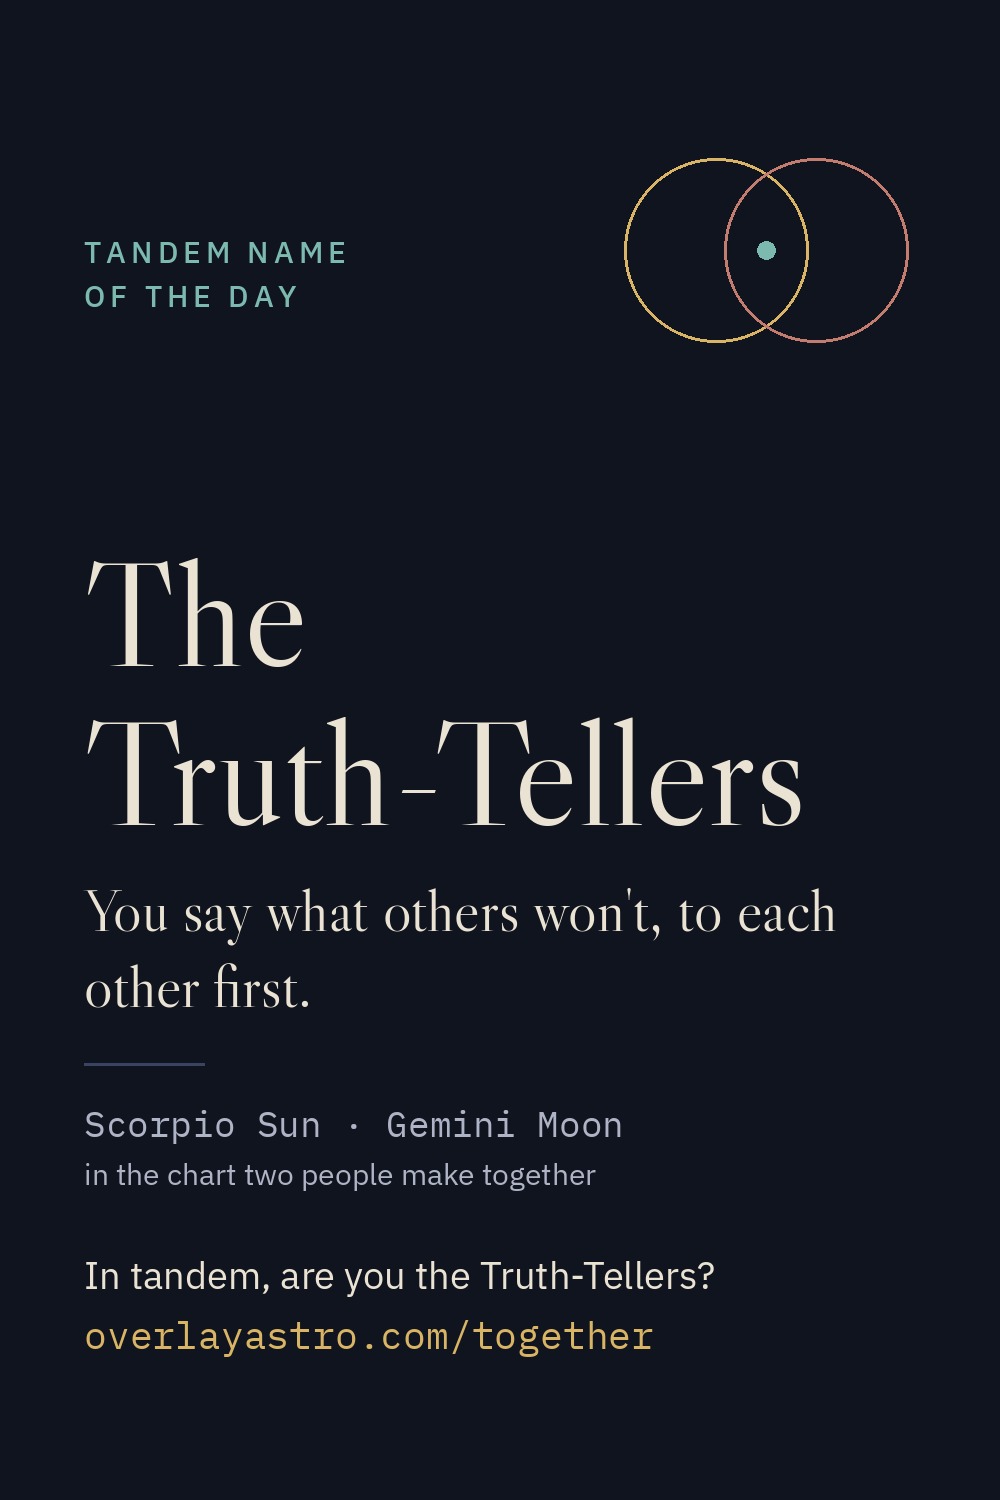 TANDEM NAME
OF THE DAY
The
Truth-Tellers
You say what others won't, to each
other first.
Scorpio Sun · Gemini Moon
in the chart two people make together
In tandem, are you the Truth-Tellers?
overlayastro.com/together